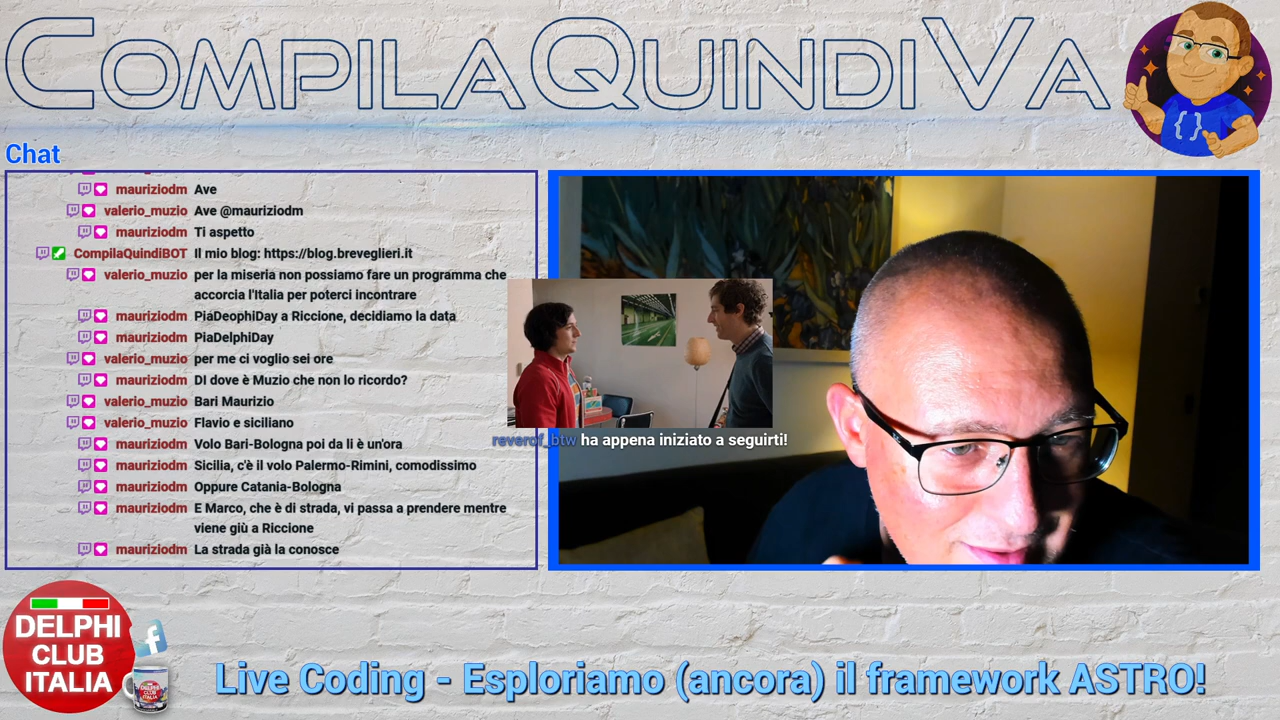 COMPILAQUINDIVA
{}
Chat
mauriziodm Ave
valerio_muzio Ave @mauriziodm
mauriziodm Ti aspetto
CompilaQuindiBOT Il mio blog: https://blog.breveglieri.it
valerio_muzio per la miseria non possiamo fare un programma che
accorcia l'Italia per poterci incontrare
mauriziodm PiaDeophiDay a Riccione, decidiamo la data
mauriziodm PiaDelphiDay
valerio_muzio per me ci voglio sei ore
mauriziodm DI dove è Muzio che non lo ricordo?
valerio_muzio Bari Maurizio
valerio_muzio Flavio e siciliano
mauriziodm Volo Bari-Bologna poi da li è un'ora
mauriziodm Sicilia, c'è il volo Palermo-Rimini, comodissimo
mauriziodm Oppure Catania-Bologna
mauriziodm E Marco, che è di strada, vi passa a prendere mentre
viene giù a Riccione
mauriziodm La strada già la conosce
reverof_btw ha appena iniziato a seguirti!
DELPHI
CLUB
ITALIA
f
DELPHI
CLUB
ITALIA
Live Coding - Esploriamo (ancora) il framework ASTRO!